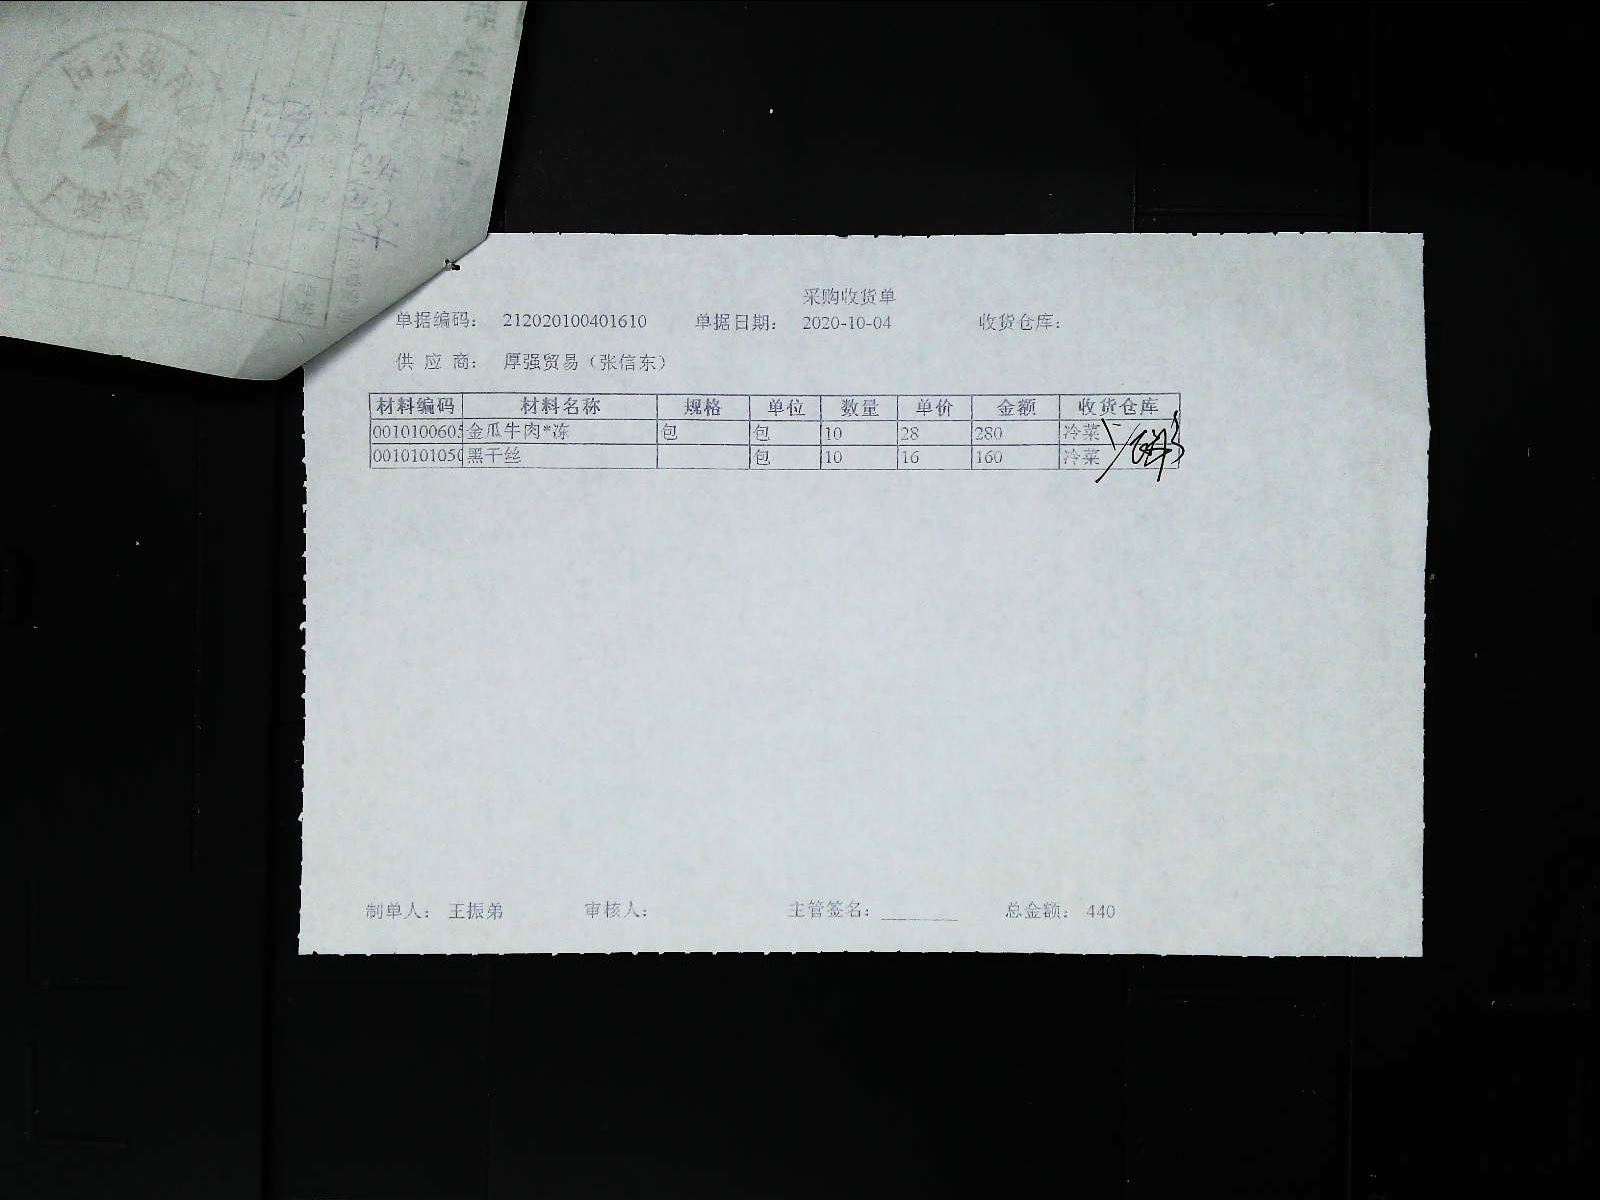 采购收货单
单据编码： 212020100401610 单据日期： 2020-10-04 收货仓库：
供 应 商： 厚强贸易（张信东）
材料编码 材料名称 规格 单位 数量 单价 金额 收货仓库
0010100605 金瓜牛肉*冻 包 包 10 28 280 冷菜
0010101050 黑干丝 包 10 16 160 冷菜
制单人： 王振弟 审核人： 主管签名：________ 总金额： 440